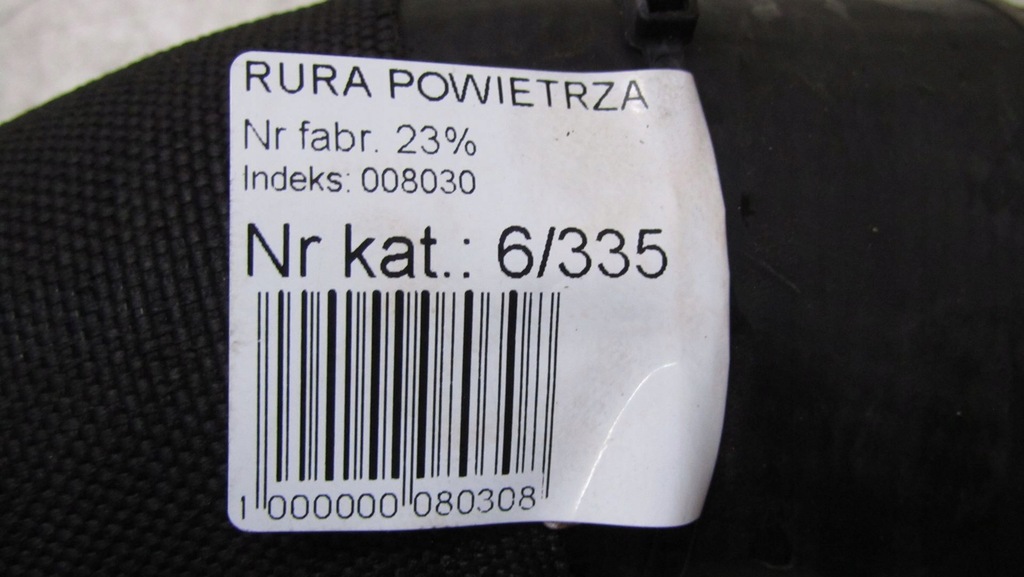 RURA POWIETRZA
Nr fabr. 23%
Indeks: 008030
Nr kat.: 6/335
1 000000 080308